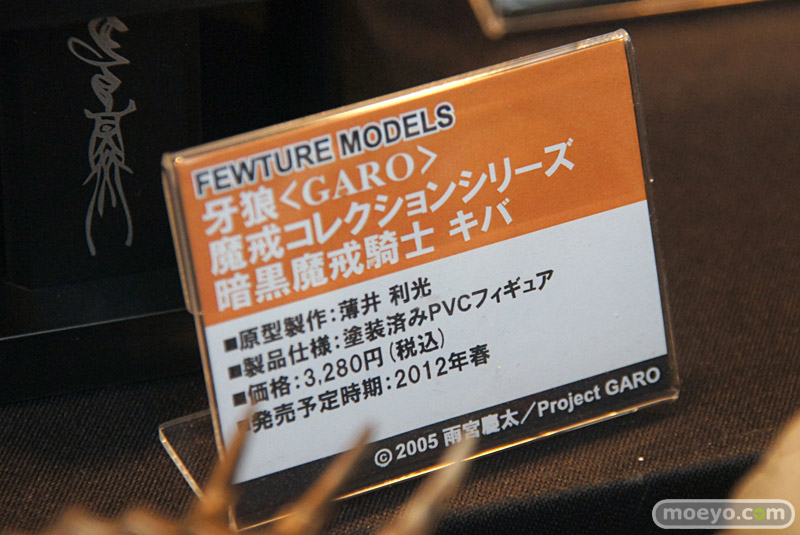 FEWTURE MODELS
牙狼<GARO>
魔戒コレクションシリーズ
暗黒魔戒騎士 キバ
■原型製作：薄井 利光
■製品仕様：塗装済みPVCフィギュア
■価格：3,280円(税込)
■発売予定時期：2012年春
© 2005 雨宮慶太／Project GARO
moeyo.com